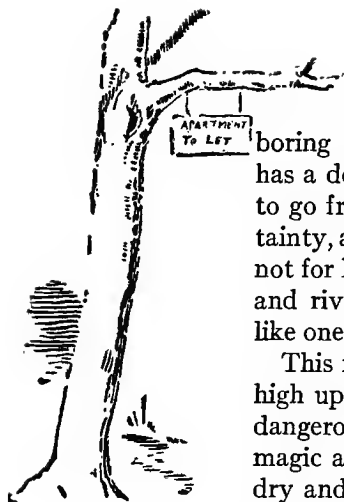 APARTMENT
TO LET
boring
has a d
to go fr
tainty, a
not for
and riv
like one
This
high up
dangero
magic a
dry and